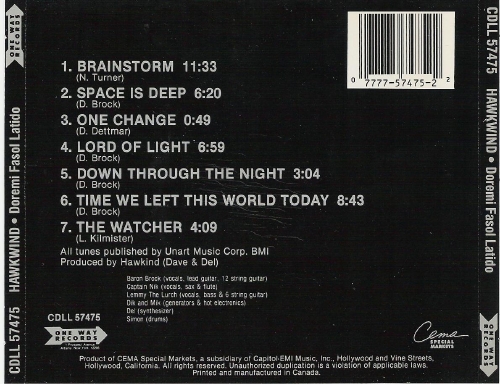 1. BRAINSTORM 11:33
(N. Turner)
2. SPACE IS DEEP 6:20
(D. Brock)
3. ONE CHANGE 0:49
(D. Dettmar)
4. LORD OF LIGHT 6:59
(D. Brock)
5. DOWN THROUGH THE NIGHT 3:04
(D. Brock)
6. TIME WE LEFT THIS WORLD TODAY 8:43
(D. Brock)
7. THE WATCHER 4:09
(L. Kilmister)
All tunes published by Unart Music Corp. BMI
Produced by Hawkind (Dave & Del)
Baron Brock (vocals, lead guitar, 12 string guitar)
Captain Nik (vocals, sax & flute)
Lemmy The Lurch (vocals, bass & 6 string guitar)
Dik and Mik (generators & hot electronics)
Del (synthesizer)
Simon (drums)
0 7777-57475-2 2
CDLL 57475
ONE WAY
RECORDS
Cema
SPECIAL
MARKETS
Product of CEMA Special Markets, a subsidiary of Capitol-EMI Music, Inc., Hollywood and Vine Streets,
Hollywood, California. All rights reserved. Unauthorized duplication is a violation of applicable laws.
Printed and manufactured in Canada.
CDLL 57475 HAWKWIND • Doremi Fasol Latido ONE WAY RECORDS
CDLL 57475 HAWKWIND • Doremi Fasol Latido ONE WAY RECORDS